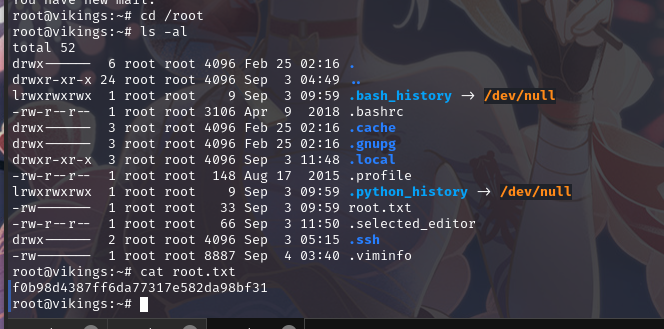 You have new mail.
root@vikings:~# cd /root
root@vikings:~# ls -al
total 52
drwx------  6 root root 4096 Feb 25 02:16 .
drwxr-xr-x 24 root root 4096 Sep  3 04:49 ..
lrwxrwxrwx  1 root root    9 Sep  3 09:59 .bash_history -> /dev/null
-rw-r--r--  1 root root 3106 Apr  9  2018 .bashrc
drwx------  3 root root 4096 Feb 25 02:16 .cache
drwx------  3 root root 4096 Feb 25 02:16 .gnupg
drwxr-xr-x  3 root root 4096 Sep  3 11:48 .local
-rw-r--r--  1 root root  148 Aug 17  2015 .profile
lrwxrwxrwx  1 root root    9 Sep  3 09:59 .python_history -> /dev/null
-rw-------  1 root root   33 Sep  3 09:59 root.txt
-rw-r--r--  1 root root   66 Sep  3 11:50 .selected_editor
drwx------  2 root root 4096 Sep  3 05:15 .ssh
-rw-------  1 root root 8887 Sep  4 03:40 .viminfo
root@vikings:~# cat root.txt
f0b98d4387ff6da77317e582da98bf31
root@vikings:~#